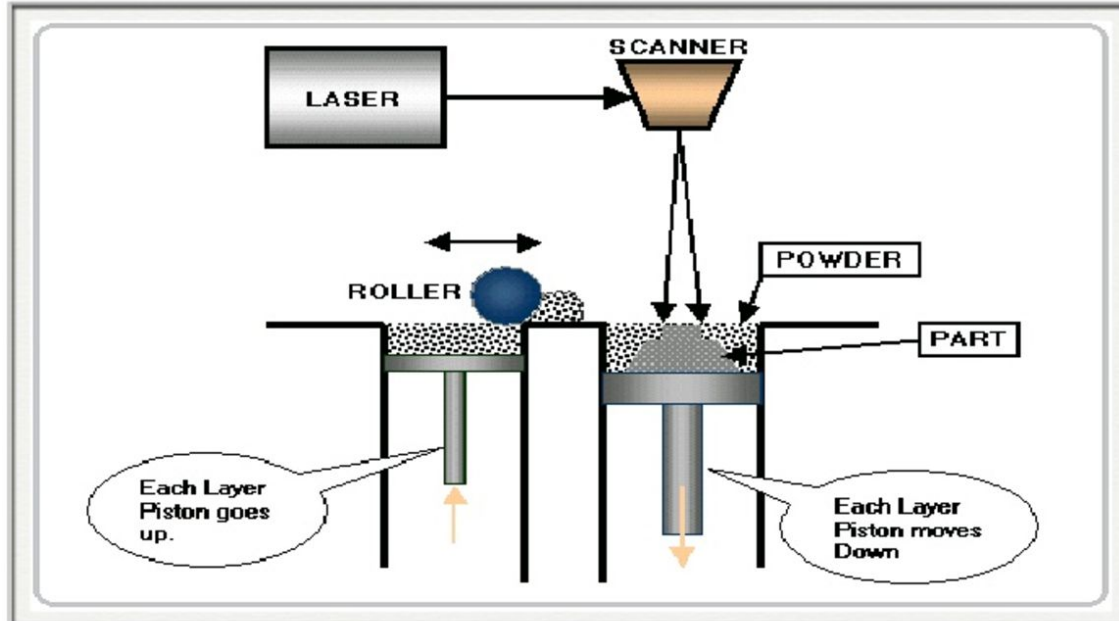 SCANNER
LASER
POWDER
ROLLER
PART
Each Layer
Piston goes
up.
Each Layer
Piston moves
Down